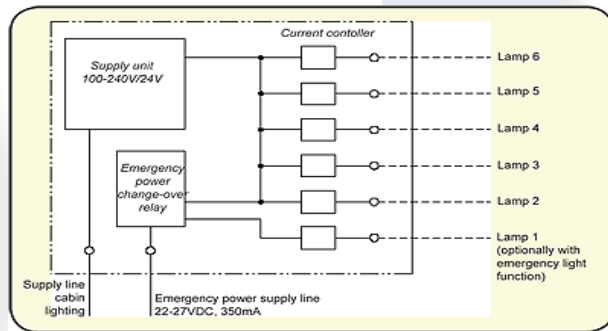 Current contoller
Supply unit
100-240V/24V
Lamp 6
Lamp 5
Lamp 4
Lamp 3
Lamp 2
Emergency
power
change-over
relay
Lamp 1
(optionally with
emergency light
function)
Supply line
cabin
lighting
Emergency power supply line
22-27VDC, 350mA